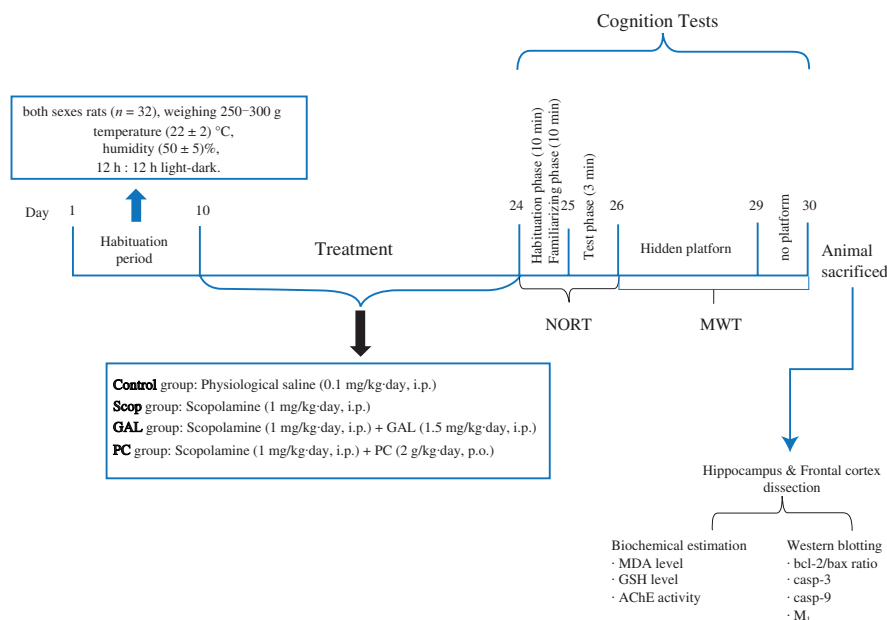 Cognition Tests
both sexes rats (n = 32), weighing 250−300 g
temperature (22 ± 2) °C,
humidity (50 ± 5)%,
12 h : 12 h light-dark.
Day
1
10
24
25
26
29
30
Habituation
period
Treatment
Habituation phase (10 min)
Familiarizing phase (10 min)
Test phase (3 min)
Hidden platfrom
no platform
Animal
sacrificed
NORT
MWT
Control group: Physiological saline (0.1 mg/kg·day, i.p.)
Scop group: Scopolamine (1 mg/kg·day, i.p.)
GAL group: Scopolamine (1 mg/kg·day, i.p.) + GAL (1.5 mg/kg·day, i.p.)
PC group: Scopolamine (1 mg/kg·day, i.p.) + PC (2 g/kg·day, p.o.)
Hippocampus & Frontal cortex
dissection
Biochemical estimation
· MDA level
· GSH level
· AChE activity
Western blotting
· bcl-2/bax ratio
· casp-3
· casp-9